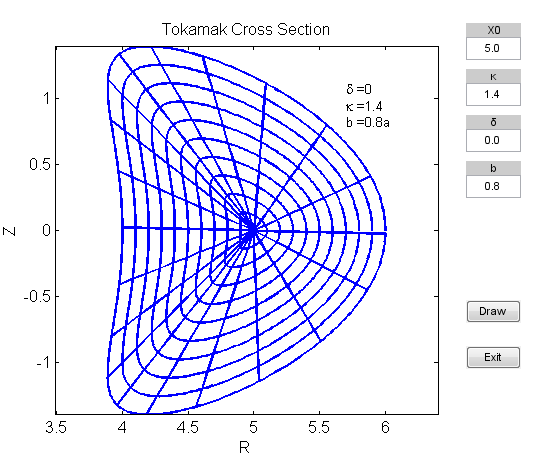 Tokamak Cross Section
δ=0
κ=1.4
b=0.8a
1
0.5
0
-0.5
-1
Z
3.5 4 4.5 5 5.5 6
R
X0
5.0
κ
1.4
δ
0.0
b
0.8
Draw
Exit